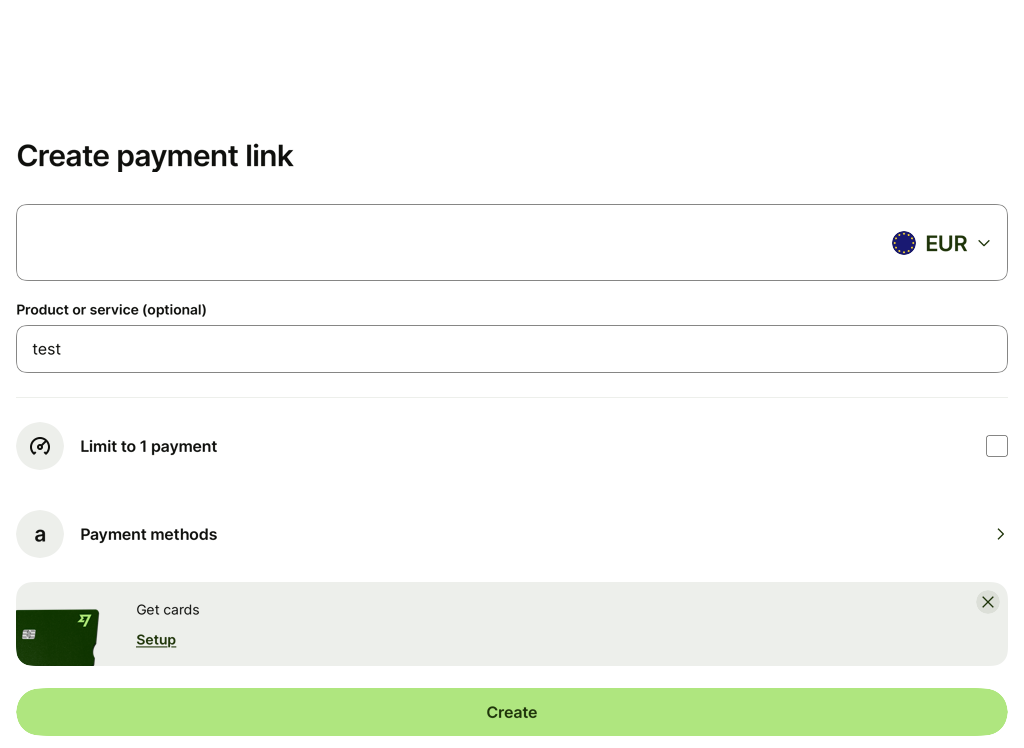 Create payment link
EUR
Product or service (optional)
test
Limit to 1 payment
a
Payment methods
Get cards
Setup
Create